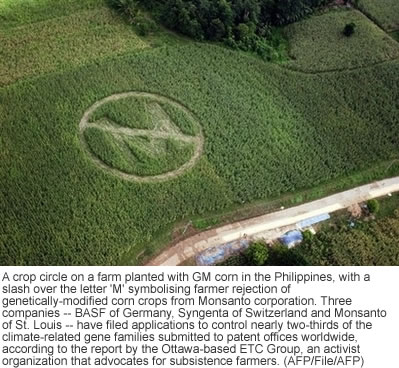 M
A crop circle on a farm planted with GM corn in the Philippines, with a
slash over the letter 'M' symbolising farmer rejection of
genetically-modified corn crops from Monsanto corporation. Three
companies -- BASF of Germany, Syngenta of Switzerland and Monsanto
of St. Louis -- have filed applications to control nearly two-thirds of the
climate-related gene families submitted to patent offices worldwide,
according to the report by the Ottawa-based ETC Group, an activist
organization that advocates for subsistence farmers. (AFP/File/AFP)